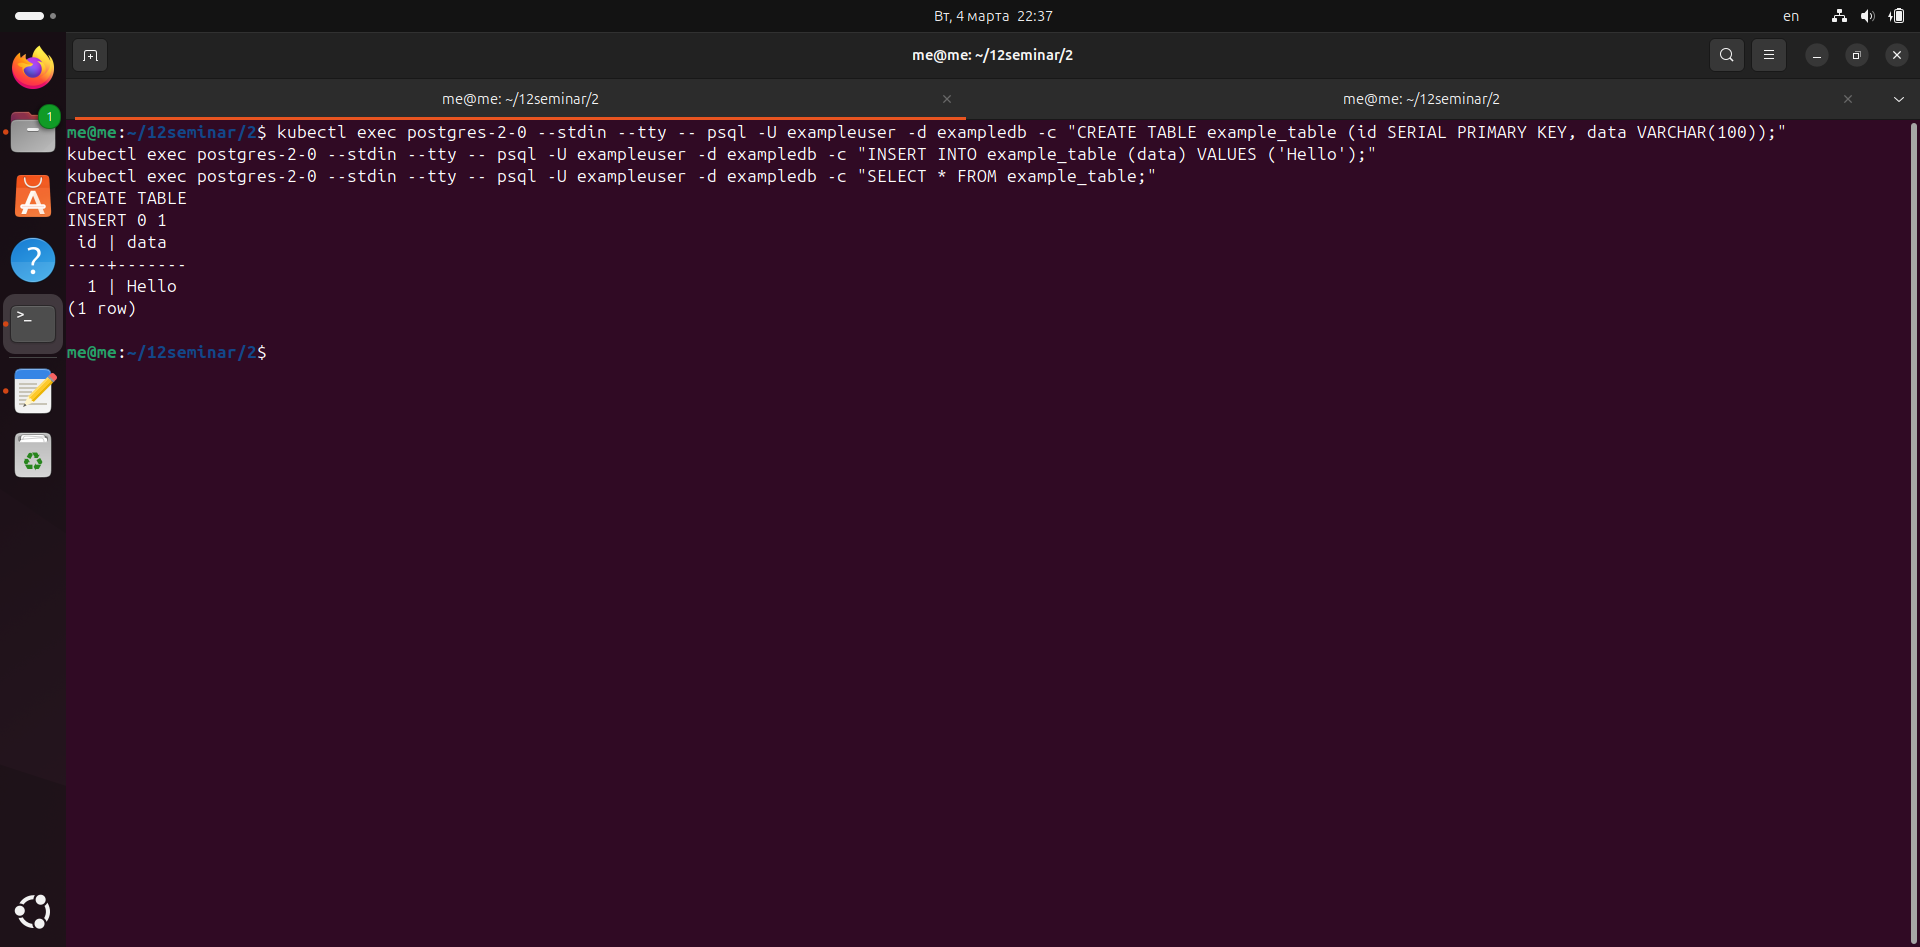 Вт, 4 марта 22:37
en
me@me: ~/12seminar/2
me@me: ~/12seminar/2
me@me: ~/12seminar/2
1
me@me:~/12seminar/2$ kubectl exec postgres-2-0 --stdin --tty -- psql -U exampleuser -d exampledb -c "CREATE TABLE example_table (id SERIAL PRIMARY KEY, data VARCHAR(100));"
kubectl exec postgres-2-0 --stdin --tty -- psql -U exampleuser -d exampledb -c "INSERT INTO example_table (data) VALUES ('Hello');"
kubectl exec postgres-2-0 --stdin --tty -- psql -U exampleuser -d exampledb -c "SELECT * FROM example_table;"
CREATE TABLE
INSERT 0 1
 id | data
----+-------
  1 | Hello
(1 row)
me@me:~/12seminar/2$